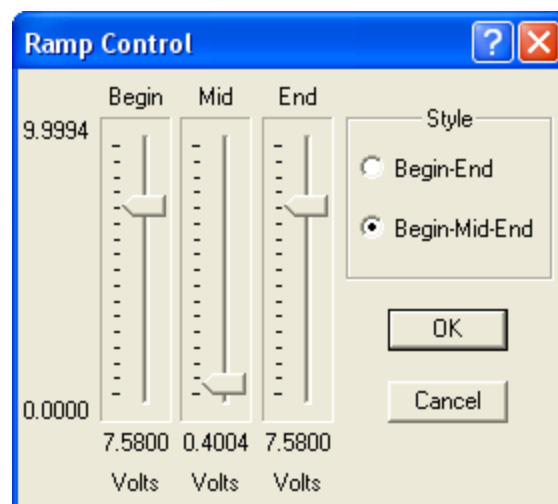 Ramp Control
Begin Mid End
9.9994
0.0000
7.5800 0.4004 7.5800
Volts Volts Volts
Style
Begin-End
Begin-Mid-End
OK
Cancel